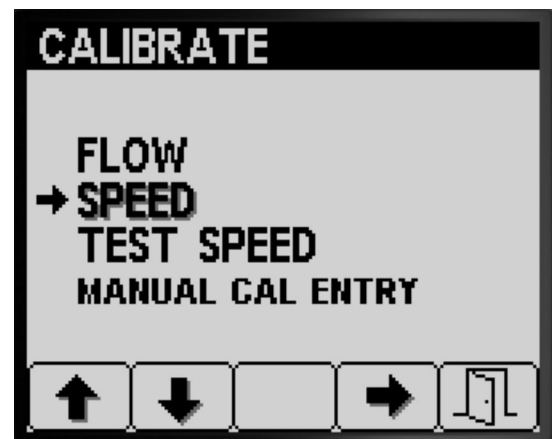 CALIBRATE
FLOW
SPEED
TEST SPEED
MANUAL CAL ENTRY